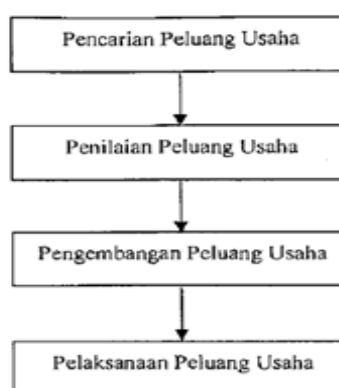 Pencarian Peluang Usaha
Penilaian Peluang Usaha
Pengembangan Peluang Usaha
Pelaksanaan Peluang Usaha